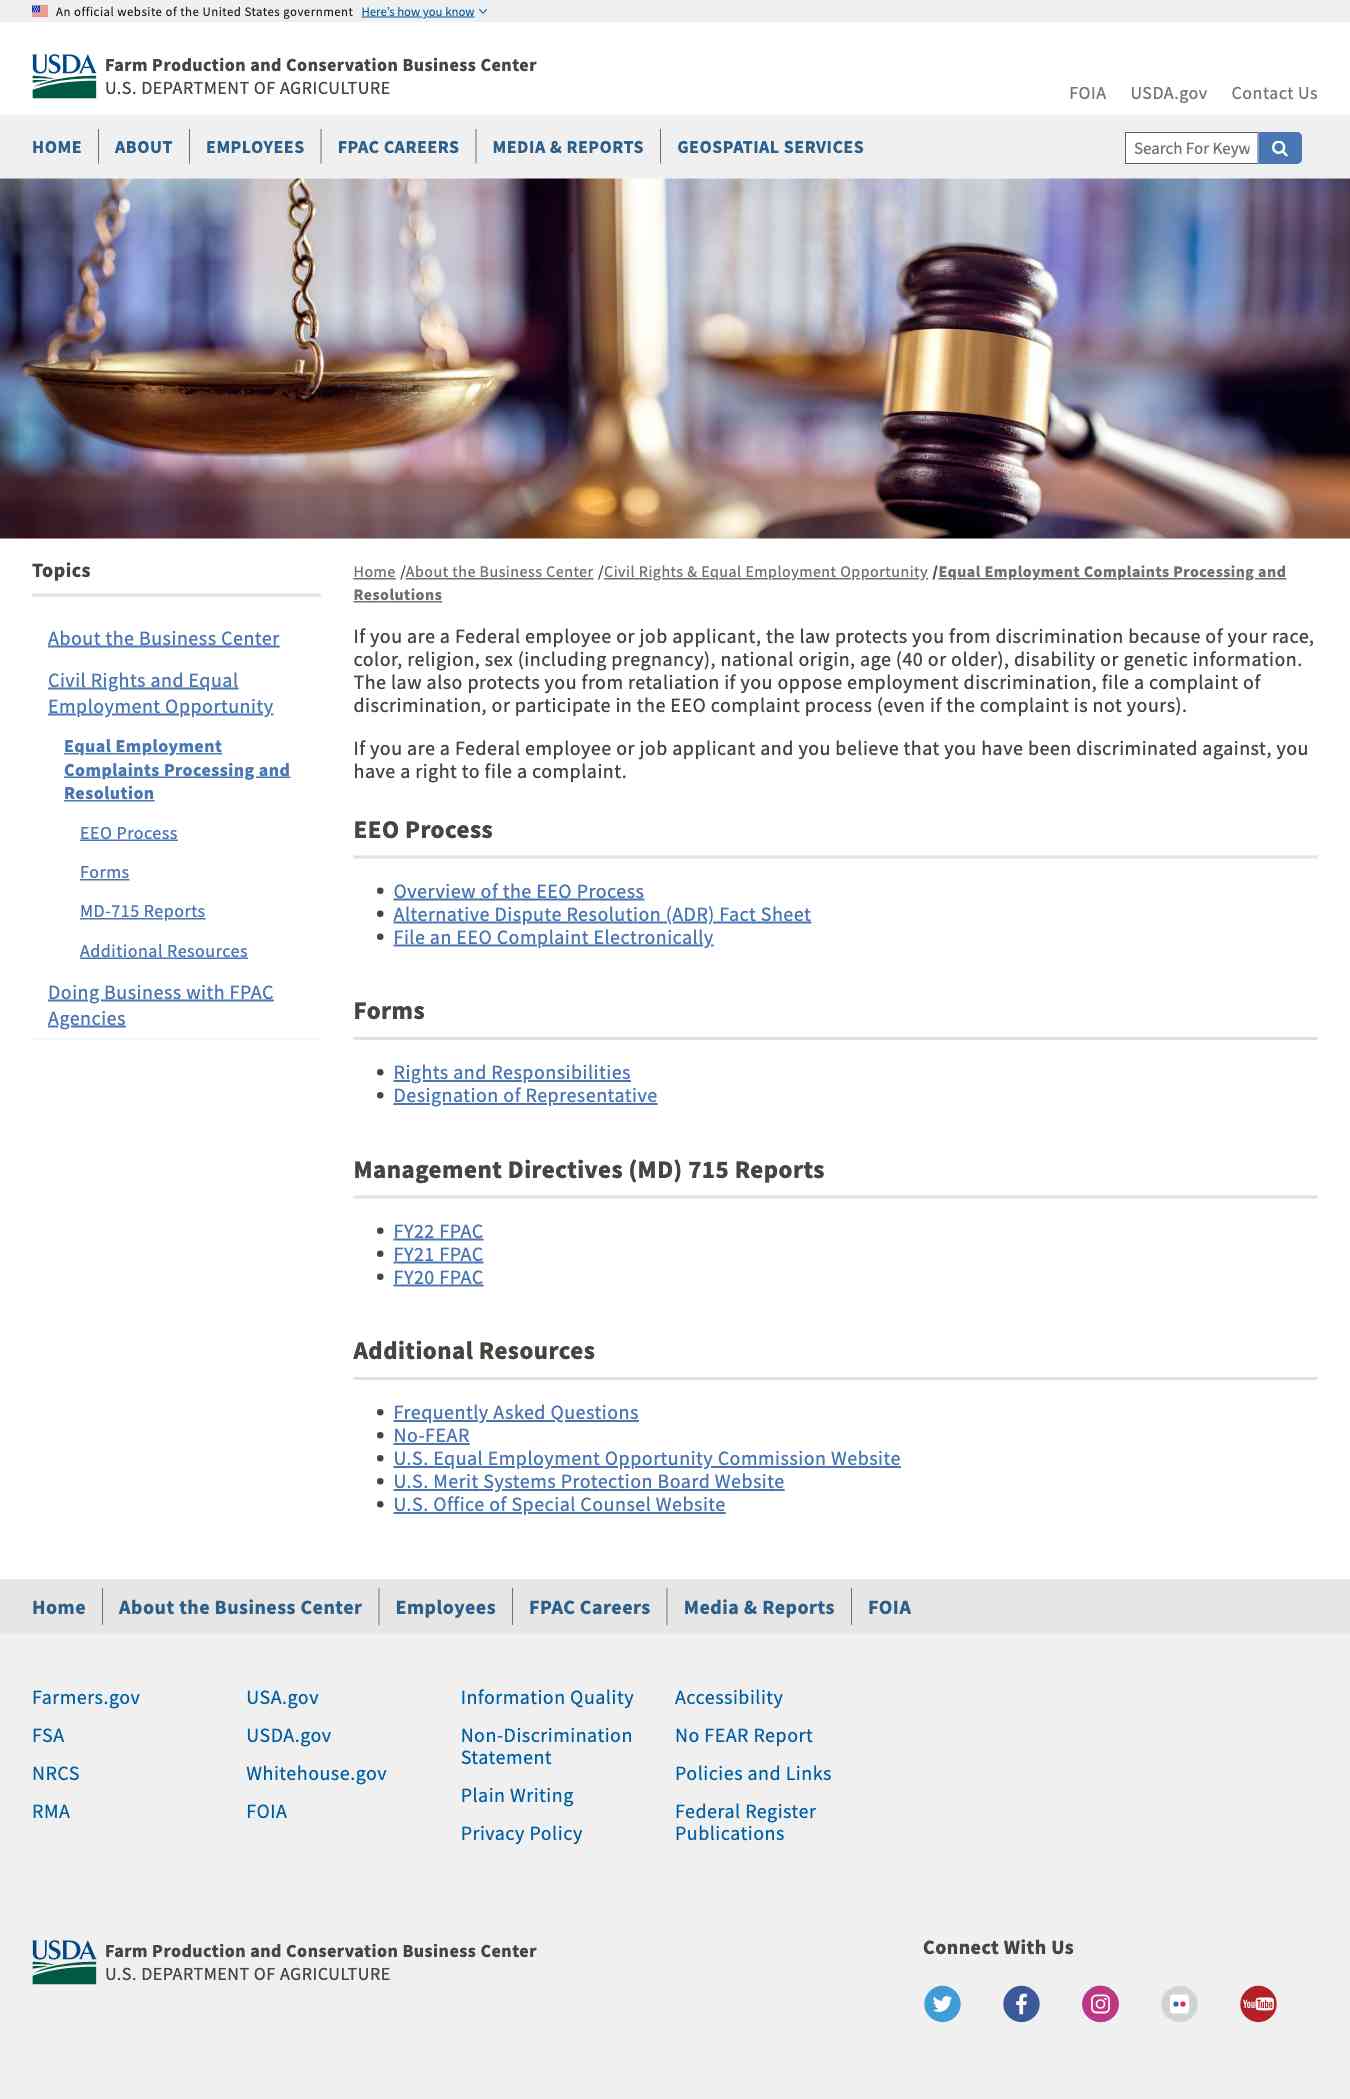 An official website of the United States government Here's how you know
USDA
Farm Production and Conservation Business Center
U.S. DEPARTMENT OF AGRICULTURE
FOIA USDA.gov Contact Us
HOME ABOUT EMPLOYEES FPAC CAREERS MEDIA & REPORTS GEOSPATIAL SERVICES
Search For Keyw
Topics
About the Business Center
Civil Rights and Equal
Employment Opportunity
Equal Employment
Complaints Processing and
Resolution
EEO Process
Forms
MD-715 Reports
Additional Resources
Doing Business with FPAC
Agencies
Home /About the Business Center /Civil Rights & Equal Employment Opportunity /Equal Employment Complaints Processing and
Resolutions
If you are a Federal employee or job applicant, the law protects you from discrimination because of your race,
color, religion, sex (including pregnancy), national origin, age (40 or older), disability or genetic information.
The law also protects you from retaliation if you oppose employment discrimination, file a complaint of
discrimination, or participate in the EEO complaint process (even if the complaint is not yours).
If you are a Federal employee or job applicant and you believe that you have been discriminated against, you
have a right to file a complaint.
EEO Process
• Overview of the EEO Process
• Alternative Dispute Resolution (ADR) Fact Sheet
• File an EEO Complaint Electronically
Forms
• Rights and Responsibilities
• Designation of Representative
Management Directives (MD) 715 Reports
• FY22 FPAC
• FY21 FPAC
• FY20 FPAC
Additional Resources
• Frequently Asked Questions
• No-FEAR
• U.S. Equal Employment Opportunity Commission Website
• U.S. Merit Systems Protection Board Website
• U.S. Office of Special Counsel Website
Home About the Business Center Employees FPAC Careers Media & Reports FOIA
Farmers.gov
FSA
NRCS
RMA
USA.gov
USDA.gov
Whitehouse.gov
FOIA
Information Quality
Non-Discrimination
Statement
Plain Writing
Privacy Policy
Accessibility
No FEAR Report
Policies and Links
Federal Register
Publications
USDA
Farm Production and Conservation Business Center
U.S. DEPARTMENT OF AGRICULTURE
Connect With Us
YouTube